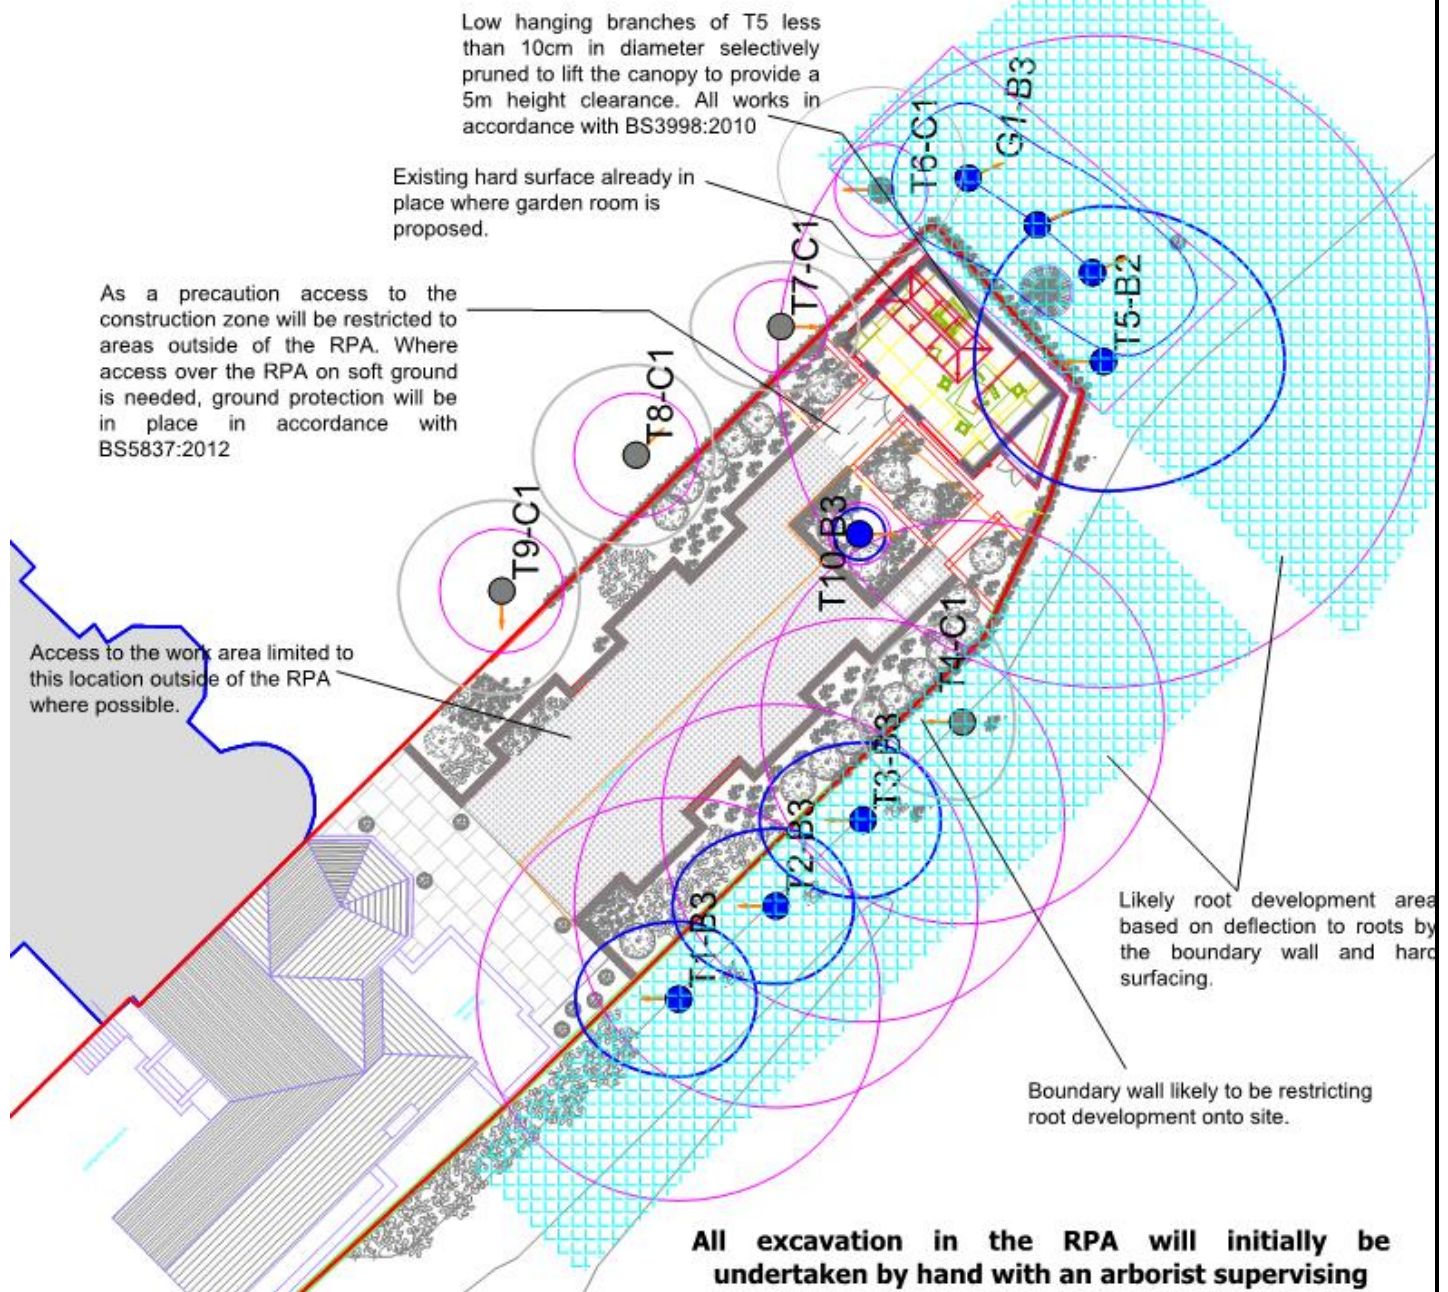 Low hanging branches of T5 less
than 10cm in diameter selectively
pruned to lift the canopy to provide a
5m height clearance. All works in
accordance with BS3998:2010
Existing hard surface already in
place where garden room is
proposed.
As a precaution access to the
construction zone will be restricted to
areas outside of the RPA. Where
access over the RPA on soft ground
is needed, ground protection will be
in place in accordance with
BS5837:2012
T6-C1
G1-B3
T7-C1
T5-B2
T8-C1
T9-C1
T10-B3
T4-C1
Access to the work area limited to
this location outside of the RPA
where possible.
T3-B3
T2-B3
T1-B3
Likely root development area
based on deflection to roots by
the boundary wall and hard
surfacing.
Boundary wall likely to be restricting
root development onto site.
All excavation in the RPA will initially be
undertaken by hand with an arborist supervising